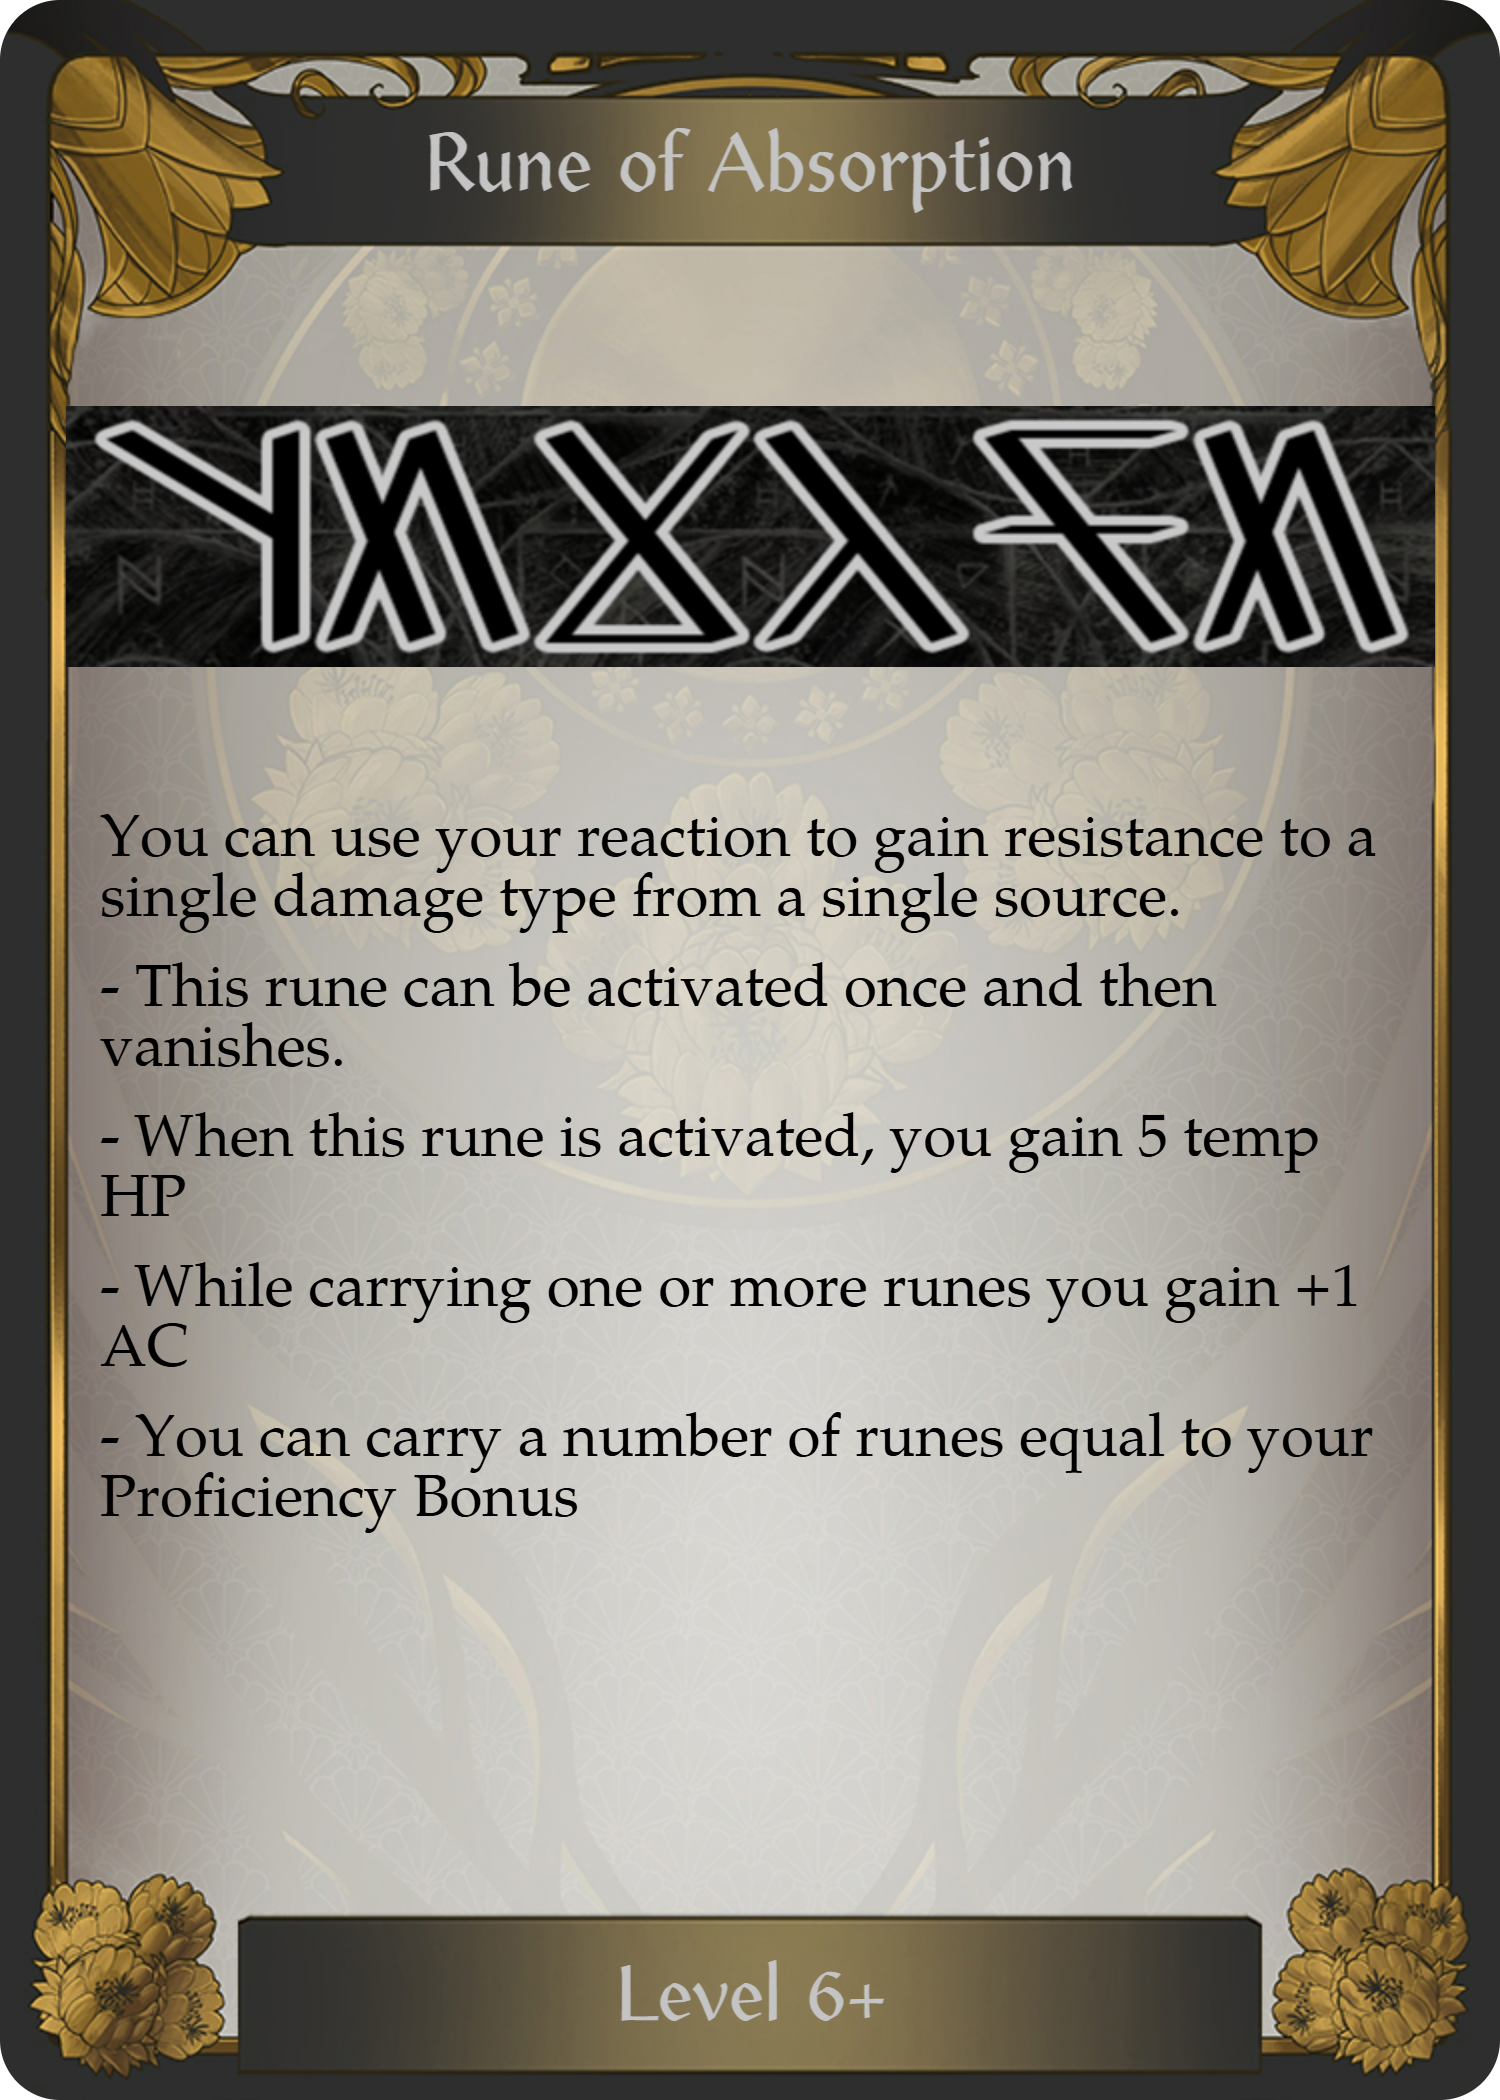 Rune of Absorption
You can use your reaction to gain resistance to a
single damage type from a single source.
- This rune can be activated once and then
vanishes.
- When this rune is activated, you gain 5 temp
HP
- While carrying one or more runes you gain +1
AC
- You can carry a number of runes equal to your
Proficiency Bonus
Level 6+